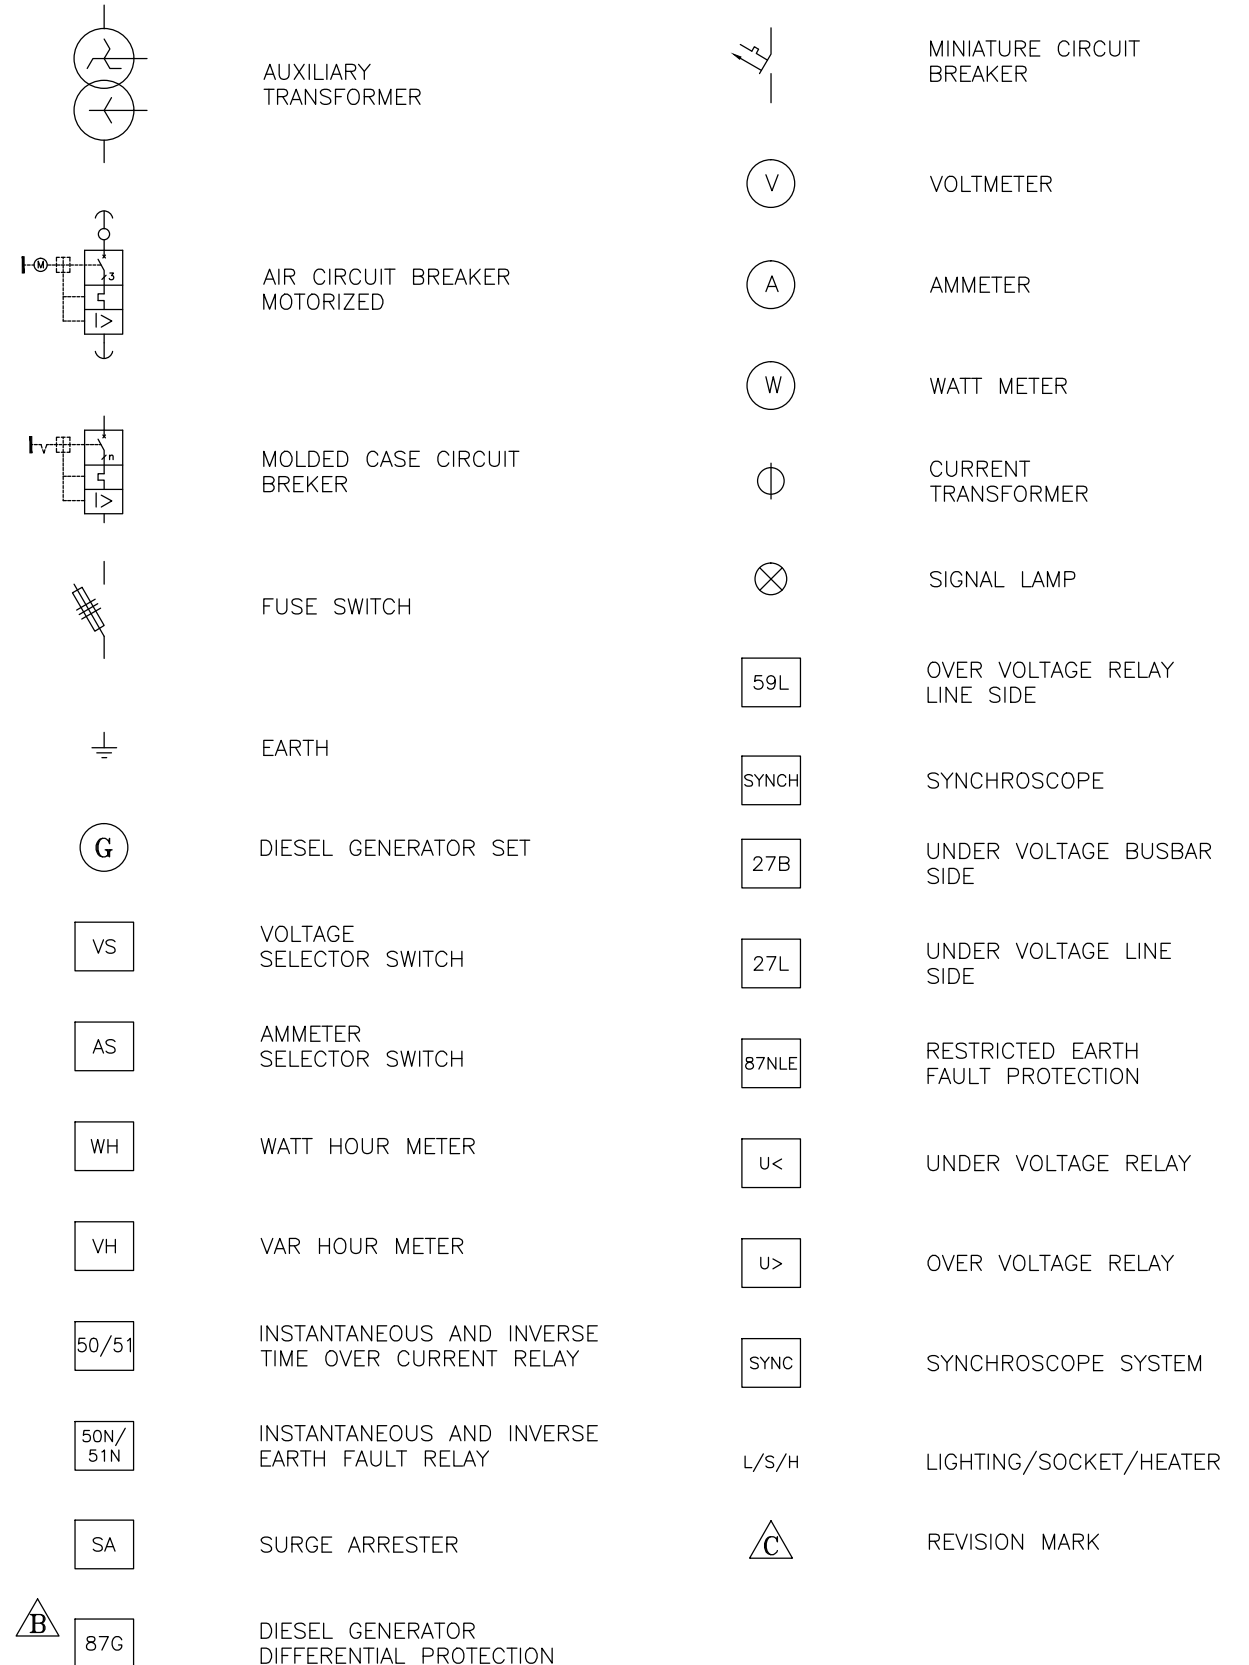 AUXILIARY
TRANSFORMER
M
3
I>
AIR CIRCUIT BREAKER
MOTORIZED
n
I>
MOLDED CASE CIRCUIT
BREKER
FUSE SWITCH
EARTH
G
DIESEL GENERATOR SET
VS
VOLTAGE
SELECTOR SWITCH
AS
AMMETER
SELECTOR SWITCH
WH
WATT HOUR METER
VH
VAR HOUR METER
50/51
INSTANTANEOUS AND INVERSE
TIME OVER CURRENT RELAY
50N/
51N
INSTANTANEOUS AND INVERSE
EARTH FAULT RELAY
SA
SURGE ARRESTER
B
87G
DIESEL GENERATOR
DIFFERENTIAL PROTECTION
MINIATURE CIRCUIT
BREAKER
V
VOLTMETER
A
AMMETER
W
WATT METER
CURRENT
TRANSFORMER
SIGNAL LAMP
59L
OVER VOLTAGE RELAY
LINE SIDE
SYNCH
SYNCHROSCOPE
27B
UNDER VOLTAGE BUSBAR
SIDE
27L
UNDER VOLTAGE LINE
SIDE
87NLE
RESTRICTED EARTH
FAULT PROTECTION
U<
UNDER VOLTAGE RELAY
U>
OVER VOLTAGE RELAY
SYNC
SYNCHROSCOPE SYSTEM
L/S/H
LIGHTING/SOCKET/HEATER
C
REVISION MARK